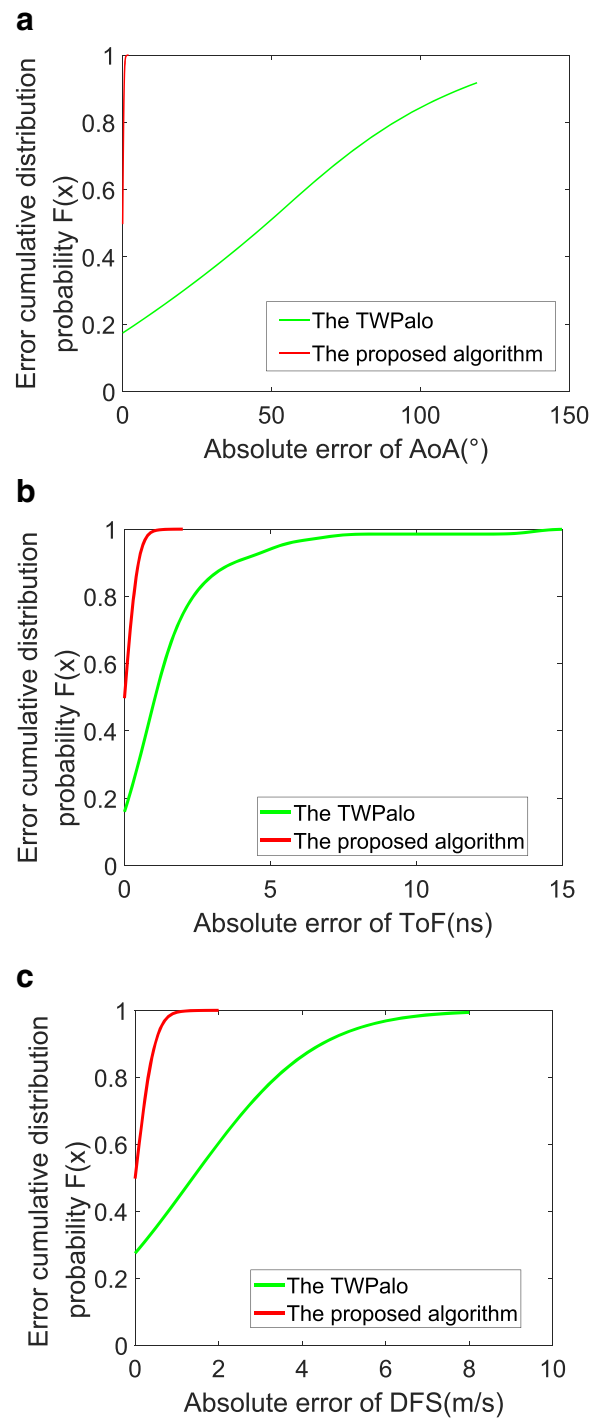 a
Error cumulative distribution
probability F(x)
1
0.8
0.6
0.4
0.2
0
The TWPalo
The proposed algorithm
0 50 100 150
Absolute error of AoA(°)
b
Error cumulative distribution
probability F(x)
1
0.8
0.6
0.4
0.2
0
The TWPalo
The proposed algorithm
0 5 10 15
Absolute error of ToF(ns)
c
Error cumulative distribution
probability F(x)
1
0.8
0.6
0.4
0.2
0
The TWPalo
The proposed algorithm
0 2 4 6 8 10
Absolute error of DFS(m/s)